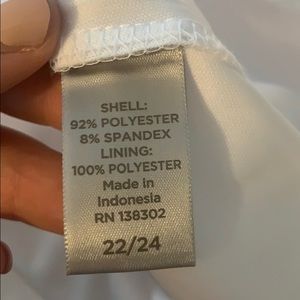 SHELL:
92% POLYESTER
8% SPANDEX
LINING:
100% POLYESTER
Made in
Indonesia
RN 138302
22/24